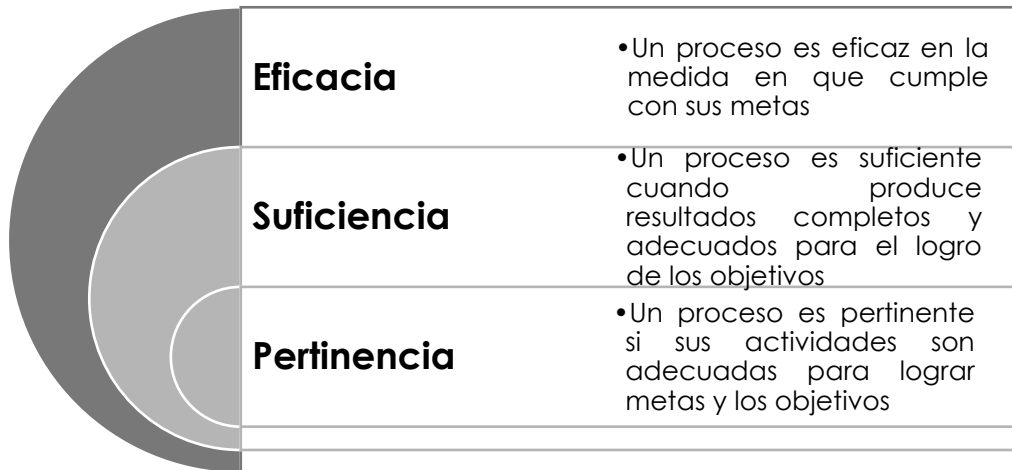 Eficacia
•Un proceso es eficaz en la
medida en que cumple
con sus metas
Suficiencia
•Un proceso es suficiente
cuando produce
resultados completos y
adecuados para el logro
de los objetivos
Pertinencia
•Un proceso es pertinente
si sus actividades son
adecuadas para lograr
metas y los objetivos